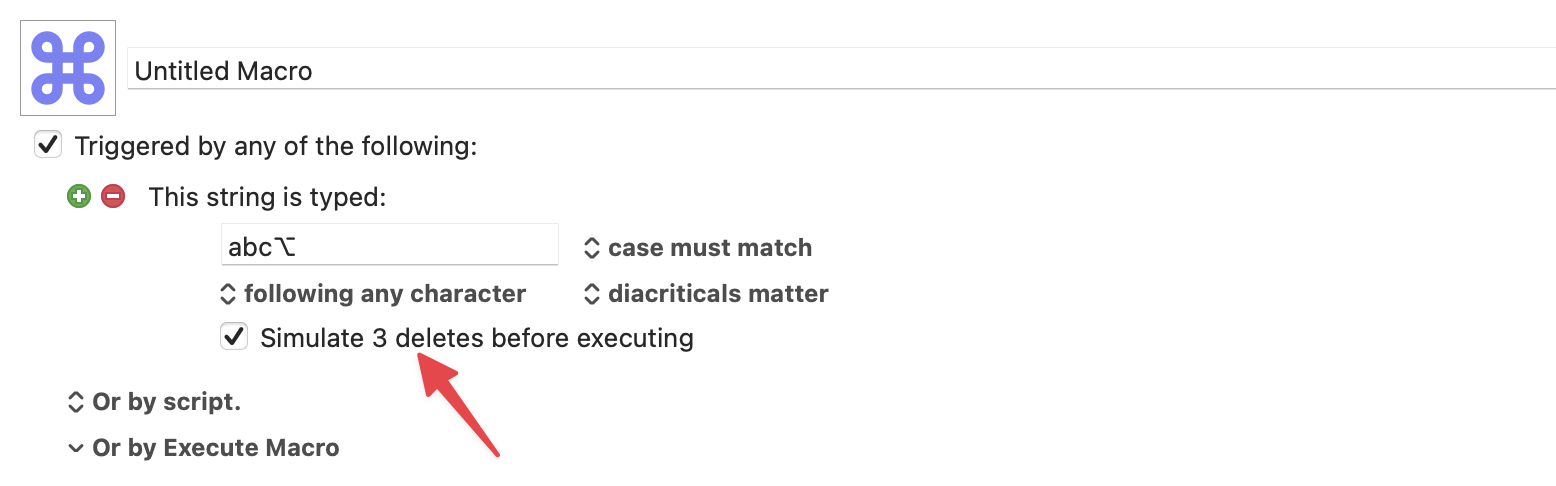 Untitled Macro
Triggered by any of the following:
This string is typed:
abc⌥ case must match
following any character diacriticals matter
Simulate 3 deletes before executing
Or by script.
Or by Execute Macro